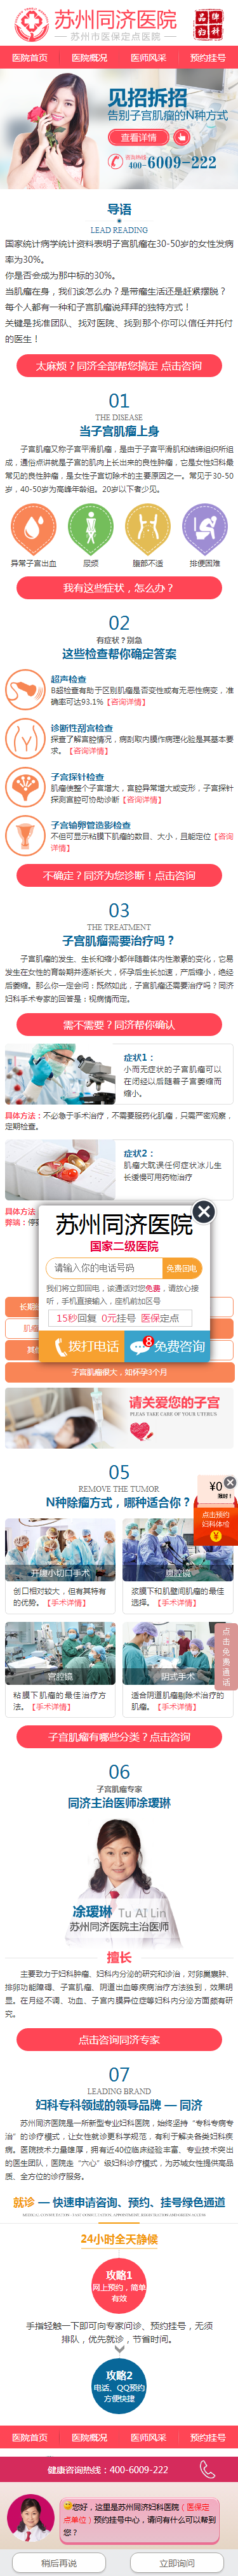 苏州同济医院
苏州市医保定点医院
品牌
妇科
医院首页 医院概况 医师风采 预约挂号
见招拆招
告别子宫肌瘤的N种方式
查看详情
400-6009-222
导语
LEAD READING
国家统计病学统计资料表明子宫肌瘤在30-50岁的女性发病
率为30%。
你是否会成为那中标的30%。
当肌瘤在身，我们该怎么办？是带瘤生活还是赶紧摆脱？
每个人都有一种和子宫肌瘤说拜拜的独特方式！
关键是找准团队、找对医院、找到那个你可以信任并托付
的医生！
太麻烦？同济全部帮您搞定 点击咨询
01
THE DISEASE
当子宫肌瘤上身
子宫肌瘤又称子宫平滑肌瘤，是由于子宫平滑肌和结缔组织所组
成，通俗点讲就是子宫的肌肉上长出来的良性肿瘤，它是女性妇科最
常见的良性肿瘤，是女性子宫切除术的主要原因之一。常见于30-50
岁，40-50岁为高峰年龄组。20岁以下者少见。
异常子宫出血 尿频 腹部不适 排便困难
我有这些症状，怎么办？
02
有症状？别急
这些检查帮你确定答案
超声检查
B超检查有助于区别肌瘤是否变性或有无恶性病变，准
确率可达93.1%【咨询详情】
诊断性刮宫检查
探查了解宫腔情况，病刮取内膜作病理化验是其基本要
求。【咨询详情】
子宫探针检查
肌瘤使整个子宫增大，宫腔异常增大或变形，子宫探针
探测宫腔可协助诊断【咨询详情】
子宫输卵管造影检查
不但可显示粘膜下肌瘤的数目、大小，且能定位【咨询
详情】
不确定？同济为您诊断！点击咨询
03
THE TREATMENT
子宫肌瘤需要治疗吗？
子宫肌瘤的发生、生长和缩小都伴随着体内性激素的变化，它易
发生在女性的育龄期并逐渐长大，怀孕后生长加速，产后缩小，绝经
后萎缩。那么你一定会问：既然如此，子宫肌瘤还需要治疗吗？同济
妇科手术专家的回答是：视病情而定。
需不需要？同济帮你确认
症状1：
小而无症状的子宫肌瘤可以
在闭经以后随着子宫萎缩而
缩小。
具体方法：不必急于手术治疗，不需要服药化肌瘤，只需严密观察，
定期检查。
症状2：
肌瘤大耽误任何症状冰儿生
长缓慢可用药物治疗
具体方法
弊端：停
苏州同济医院
国家二级医院
请输入你的电话号码 免费回电
我们将立即回电，该通话对您免费，请放心接
听，手机直接输入，座机前加区号
15秒回复 0元挂号 医保定点
拨打电话 8 免费咨询
长期
肌瘤
其
子宫肌瘤很大，如怀孕3个月
请关爱您的子宫
PLEAS TAKE CARE OF YOUR UTERUS
05
REMOVE THE TUMOR
N种除瘤方式，哪种适合你？
¥0
点击预约
妇科体检
开腹小切口手术 腹腔镜
创口相对较大，但有其特有
的优势。【手术详情】
浆膜下和肌壁间肌瘤的最佳
选择。【手术详情】
宫腔镜 阴式手术
点击免费通话
粘膜下肌瘤的最佳治疗方
法。【手术详情】
适合阴道肌瘤剔除术治疗的
肌瘤。【手术详情】
子宫肌瘤有哪些分类？点击咨询
06
子宫肌瘤专家
同济主治医师凃瑷琳
凃瑷琳 Tu Ai Lin
苏州同济医院主治医师
擅长
主要致力于妇科肿瘤、妇科内分泌的研究和诊治，对卵巢囊肿、
排卵功能障碍、子宫肌瘤、阴道出血等疾病治疗方法独到，效果明
显。在月经不调、功血、子宫内膜异位症等妇科内分泌方面颇有研
究。
点击咨询同济专家
07
LEADING BRAND
妇科专科领域的领导品牌 — 同济
苏州同济医院是一所新型专业妇科医院，始终坚持“专科专病专
治”的诊疗模式，让女性就诊更科学规范，有利于解决各类妇科疾
病。医院技术力量雄厚，拥有近40位临床经验丰富、专业技术突出
的医生团队，医院走“六心”级妇科诊疗模式，为苏城女性提供高品
质、全方位的诊疗服务。
就诊 — 快速申请咨询、预约、挂号绿色通道
24小时全天静候
攻略1
网上预约，简单
有效
手指轻触一下即可向专家问诊、预约挂号，无须
排队，优先就诊，节省时间。
攻略2
电话、QQ预约
方便快捷
医院首页 医院概况 医师风采 预约挂号
健康咨询热线：400-6009-222
您好，这里是苏州同济妇科医院（医保定
点单位）预约挂号中心，请问有什么可以帮到
您？
稍后再说 立即询问